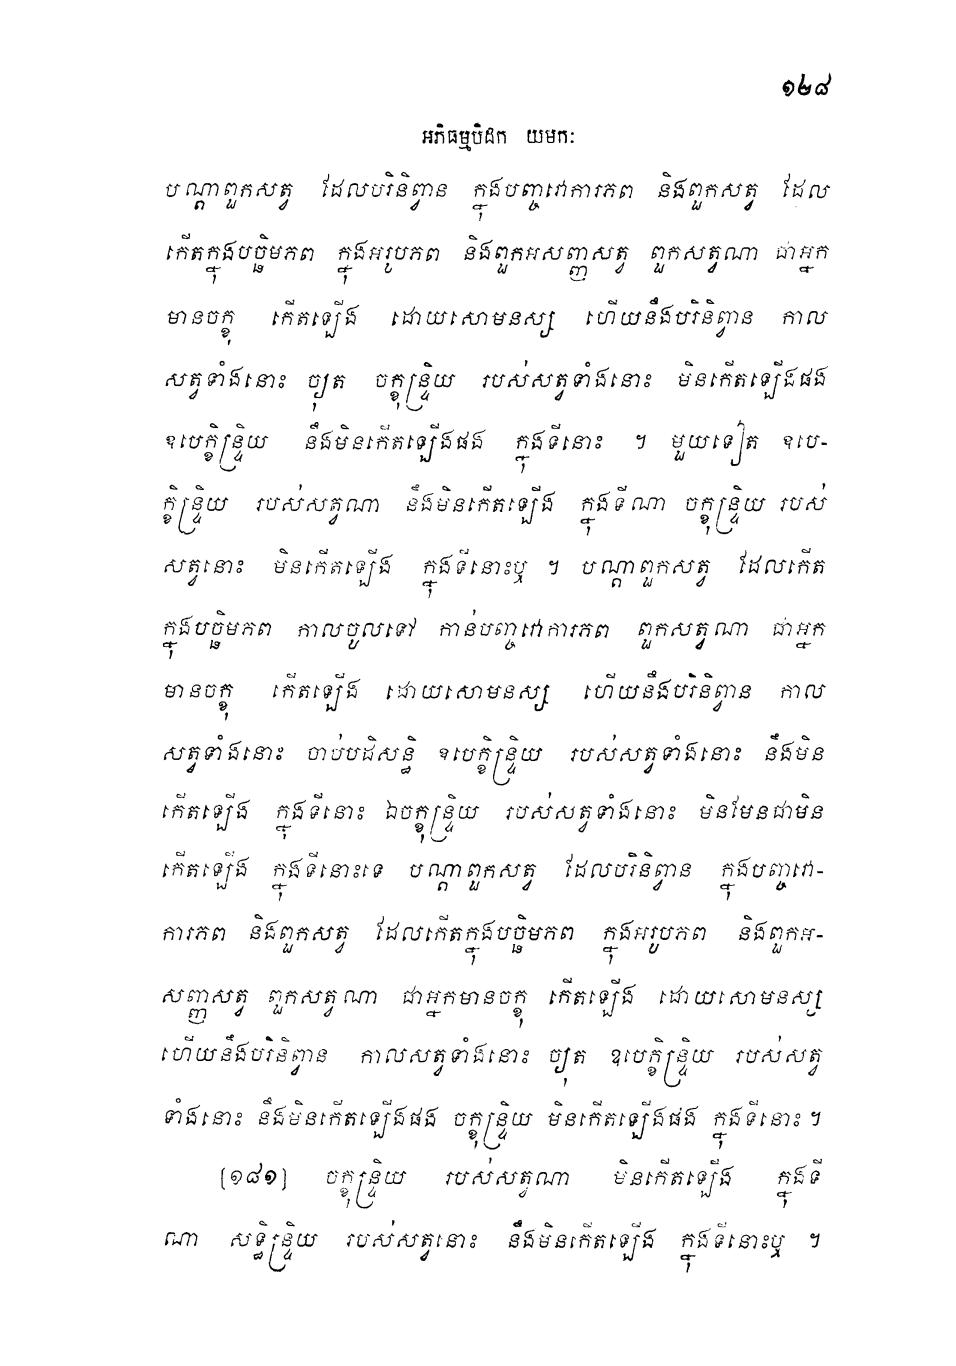 ១២៨
អភិធម្មបិដក យមកៈ
បណ្តាពួកសត្វ ដែលបរិនិព្វាន ក្នុងបញ្ចវោការភព និងពួកសត្វ ដែល
កើតក្នុងបច្ឆិមភព ក្នុងអរូបភព និងពួកអសញ្ញសត្វ ពួកសត្វណា ជាអ្នក
មានចក្ខុ កើតឡើង ដោយសោមនស្ស ហើយនឹងបរិនិព្វាន កាល
សត្វទាំងនោះ ច្យុត ចក្ខុន្ទ្រិយ របស់សត្វទាំងនោះ មិនកើតឡើងផង
ឧបេក្ខិន្ទ្រិយ នឹងមិនកើតឡើងផង ក្នុងទីនោះ ។ មួយទៀត ឧបេ-
ក្ខិន្ទ្រិយ របស់សត្វណា នឹងមិនកើតឡើង ក្នុងទីណា ចក្ខុន្ទ្រិយ របស់
សត្វនោះ មិនកើតឡើង ក្នុងទីនោះឬ ។ បណ្តាពួកសត្វ ដែលកើត
ក្នុងបច្ឆិមភព កាលចូលទៅ កាន់បញ្ចវោការភព ពួកសត្វណា ជាអ្នក
មានចក្ខុ កើតឡើង ដោយសោមនស្ស ហើយនឹងបរិនិព្វាន កាល
សត្វទាំងនោះ ចាប់បដិសន្ធិ ឧបេក្ខិន្ទ្រិយ របស់សត្វទាំងនោះ នឹងមិន
កើតឡើង ក្នុងទីនោះ ឯចក្ខុន្ទ្រិយ របស់សត្វទាំងនោះ មិនមែនជាមិន
កើតឡើង ក្នុងទីនោះទេ បណ្តាពួកសត្វ ដែលបរិនិព្វាន ក្នុងបញ្ចវោ-
ការភព និងពួកសត្វ ដែលកើតក្នុងបច្ឆិមភព ក្នុងអរូបភព និងពួកអ-
សញ្ញសត្វ ពួកសត្វណា ជាអ្នកមានចក្ខុ កើតឡើង ដោយសោមនស្ស
ហើយនឹងបរិនិព្វាន កាលសត្វទាំងនោះ ច្យុត ឧបេក្ខិន្ទ្រិយ របស់សត្វ
ទាំងនោះ នឹងមិនកើតឡើងផង ចក្ខុន្ទ្រិយ មិនកើតឡើងផង ក្នុងទីនោះ ។
[១៨១] ចក្ខុន្ទ្រិយ របស់សត្វណា មិនកើតឡើង ក្នុងទី
ណា សទ្ធិន្ទ្រិយ របស់សត្វនោះ នឹងមិនកើតឡើង ក្នុងទីនោះឬ ។